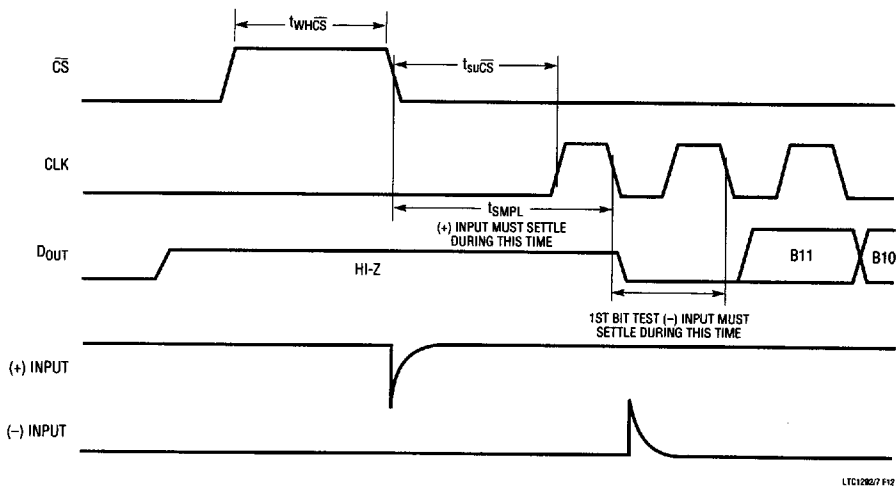 tWHCS̅
C̅S̅
tsuCS̅
CLK
tSMPL
(+) INPUT MUST SETTLE
DURING THIS TIME
DOUT
HI-Z
B11
B10
1ST BIT TEST (–) INPUT MUST
SETTLE DURING THIS TIME
(+) INPUT
(–) INPUT
LTC1292/7 F12